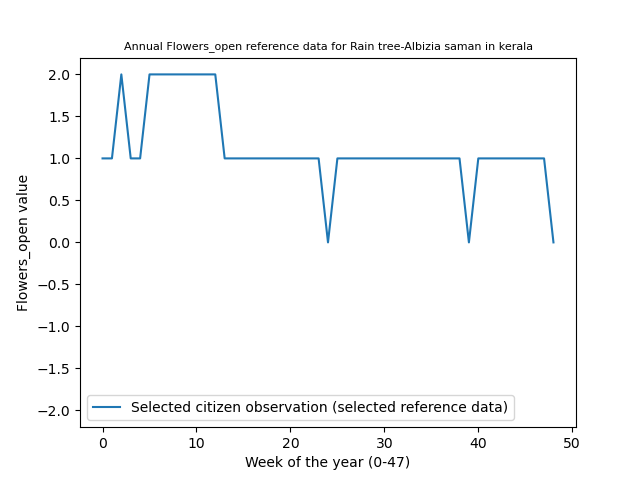 Annual Flowers_open reference data for Rain tree-Albizia saman in kerala
2.0
1.5
1.0
0.5
0.0
−0.5
−1.0
−1.5
−2.0
Flowers_open value
Selected citizen observation (selected reference data)
0 10 20 30 40 50
Week of the year (0-47)